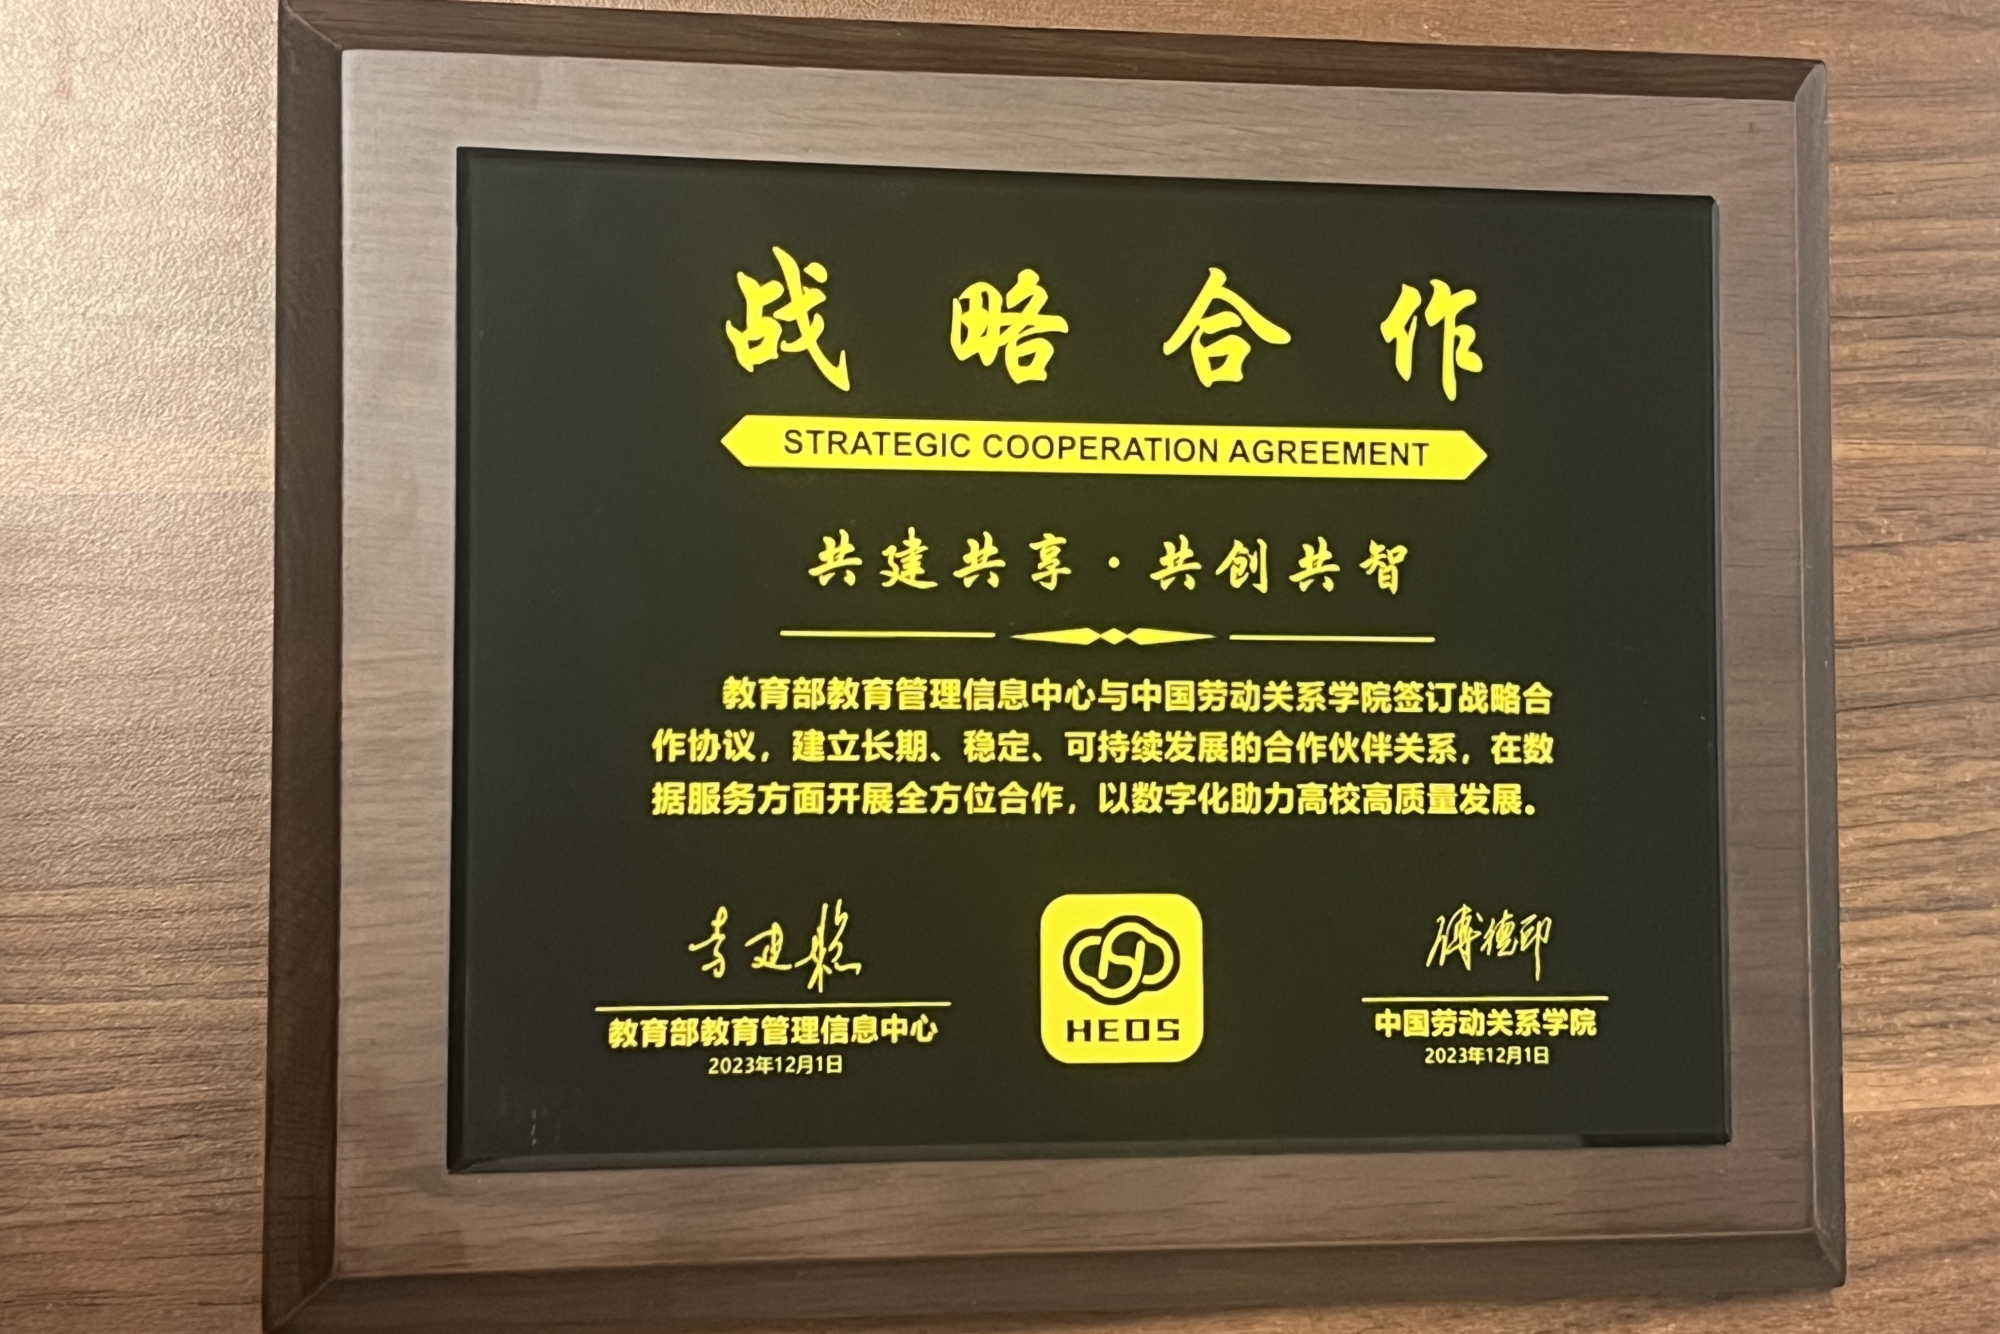 战略合作
STRATEGIC COOPERATION AGREEMENT
共建共享·共创共智
教育部教育管理信息中心与中国劳动关系学院签订战略合
作协议，建立长期、稳定、可持续发展的合作伙伴关系，在数
据服务方面开展全方位合作，以数字化助力高校高质量发展。
傅德印
HEOS
教育部教育管理信息中心
中国劳动关系学院
2023年12月1日
2023年12月1日